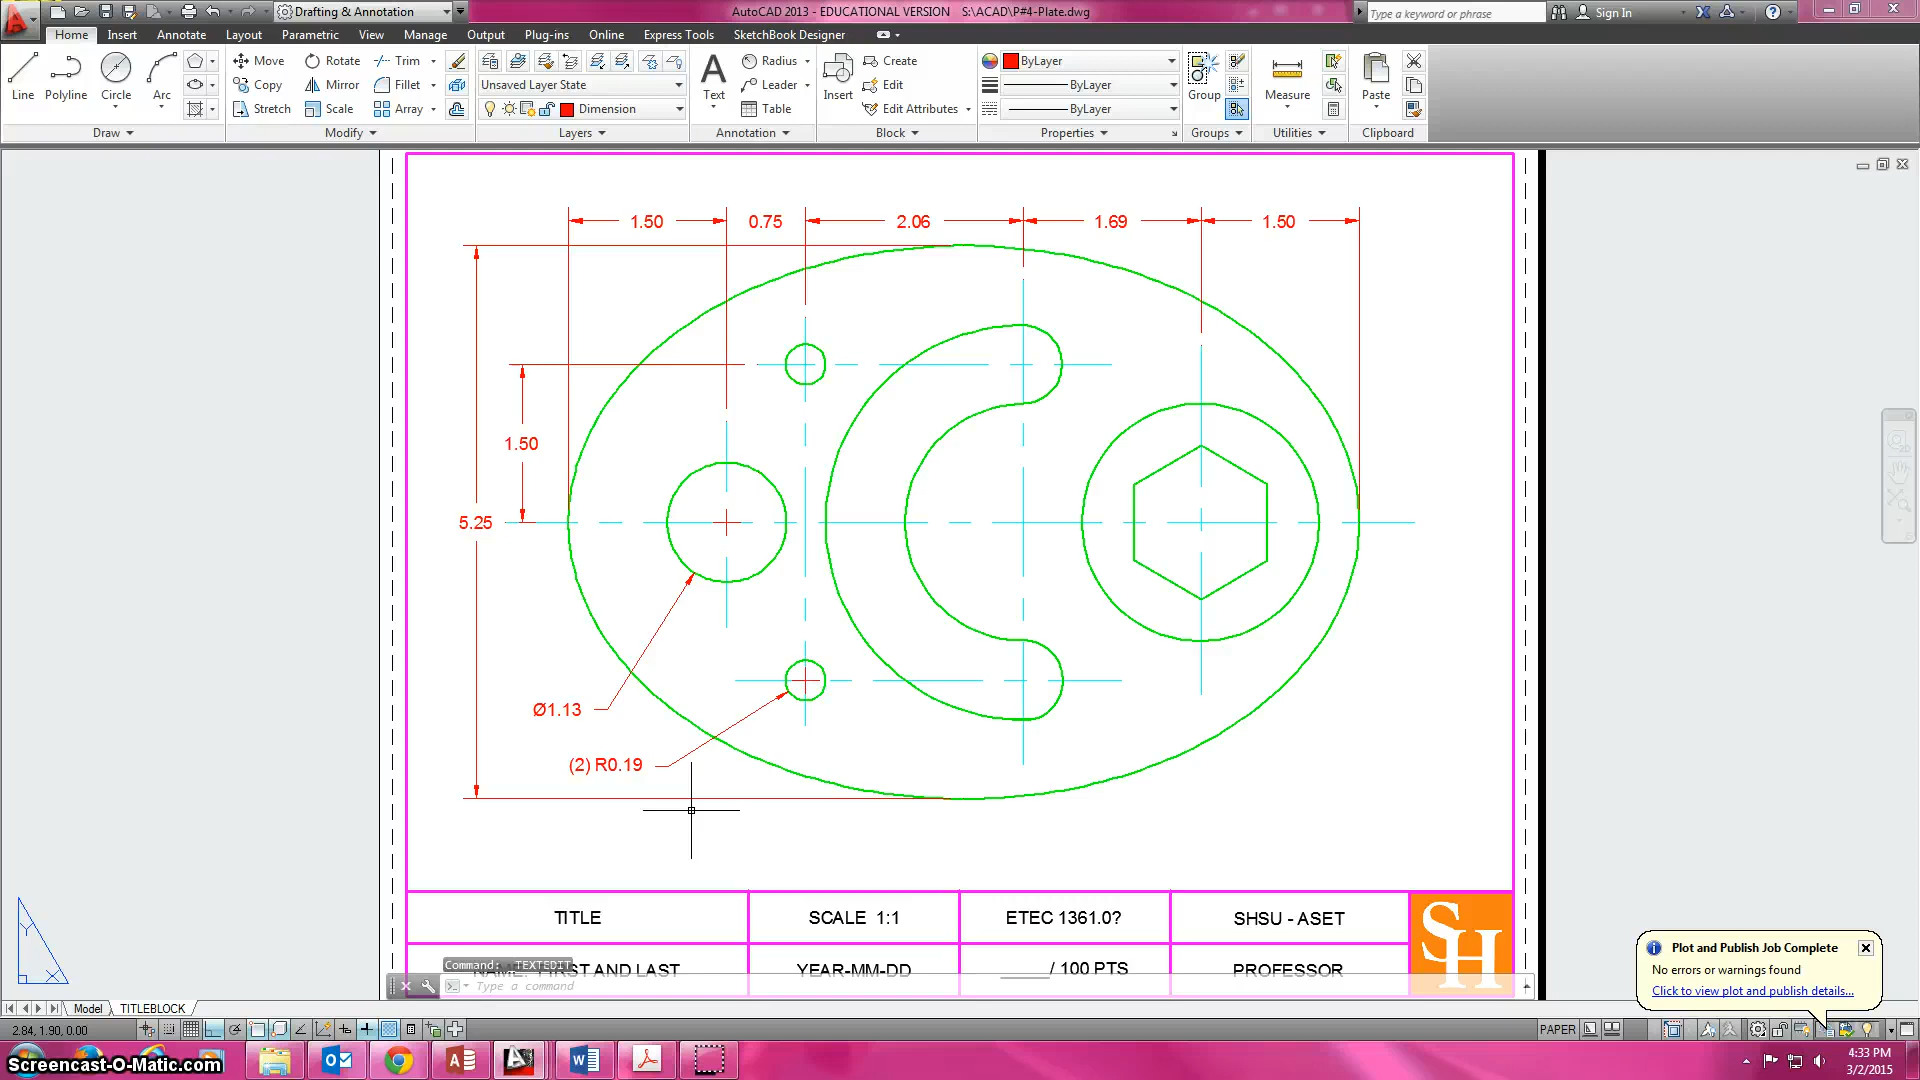 Drafting & Annotation
AutoCAD 2013 - EDUCATIONAL VERSION S:\ACAD\P#4-Plate.dwg
Type a keyword or phrase
Sign In
Home Insert Annotate Layout Parametric View Manage Output Plug-ins Online Express Tools SketchBook Designer
Line Polyline Circle Arc
Move Rotate Trim
Copy Mirror Fillet
Stretch Scale Array
Unsaved Layer State
Dimension
Text
Radius
Leader
Table
Insert
Create
Edit
Edit Attributes
ByLayer
ByLayer
ByLayer
Group
Measure
Paste
Draw Modify Layers Annotation Block Properties Groups Utilities Clipboard
1.50 0.75 2.06 1.69 1.50
1.50
5.25
Ø1.13
(2) R0.19
Y
X
TITLE SCALE 1:1 ETEC 1361.0? SHSU - ASET
SH
Command: TEXTEDIT
FIRST AND LAST YEAR-MM-DD / 100 PTS PROFESSOR
Type a command
Plot and Publish Job Complete
No errors or warnings found
Click to view plot and publish details...
Model TITLEBLOCK
2.84, 1.90, 0.00
PAPER
Screencast-O-Matic.com
4:33 PM
3/2/2015